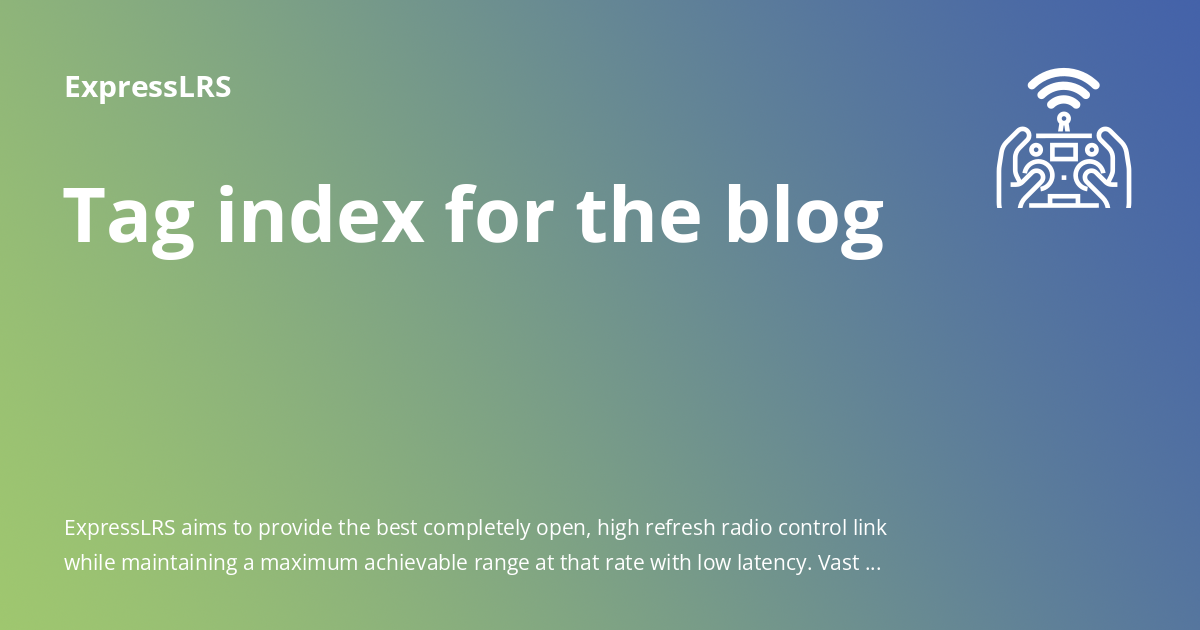 ExpressLRS
Tag index for the blog
ExpressLRS aims to provide the best completely open, high refresh radio control link
while maintaining a maximum achievable range at that rate with low latency. Vast ...